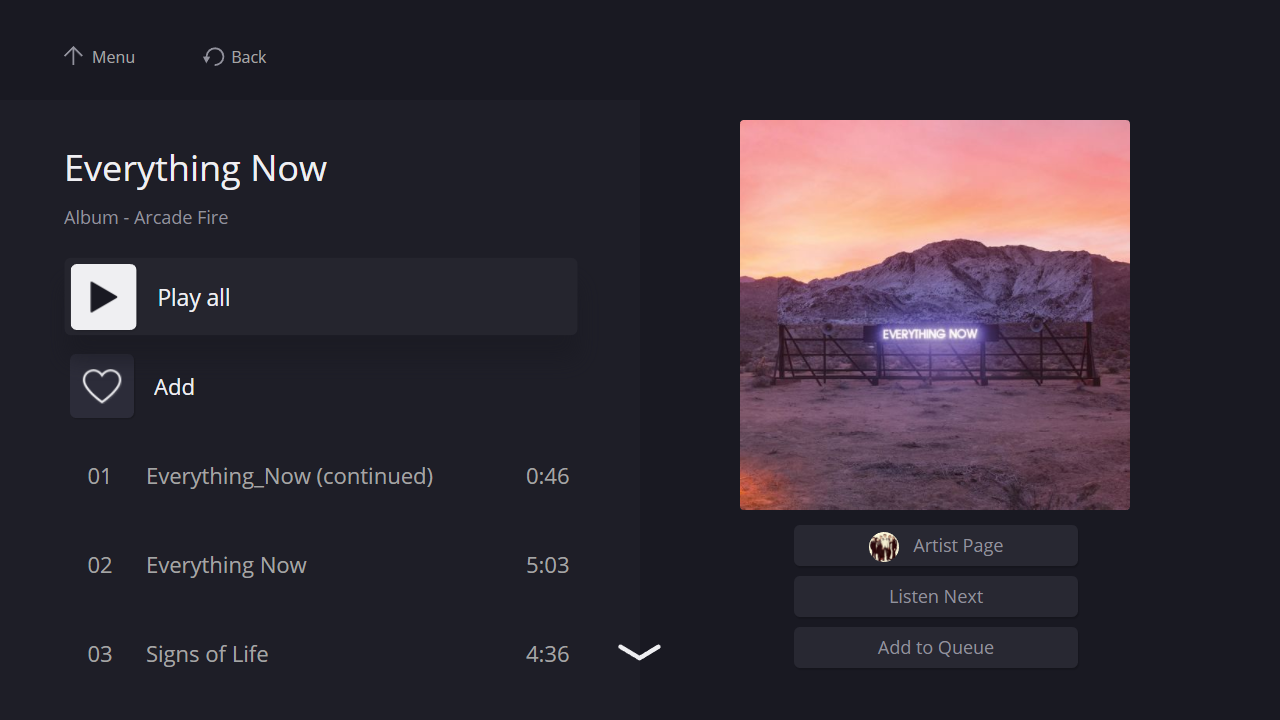 Menu
Back
Everything Now
Album - Arcade Fire
Play all
Add
01 Everything_Now (continued) 0:46
02 Everything Now 5:03
03 Signs of Life 4:36
EVERYTHING NOW
Artist Page
Listen Next
Add to Queue